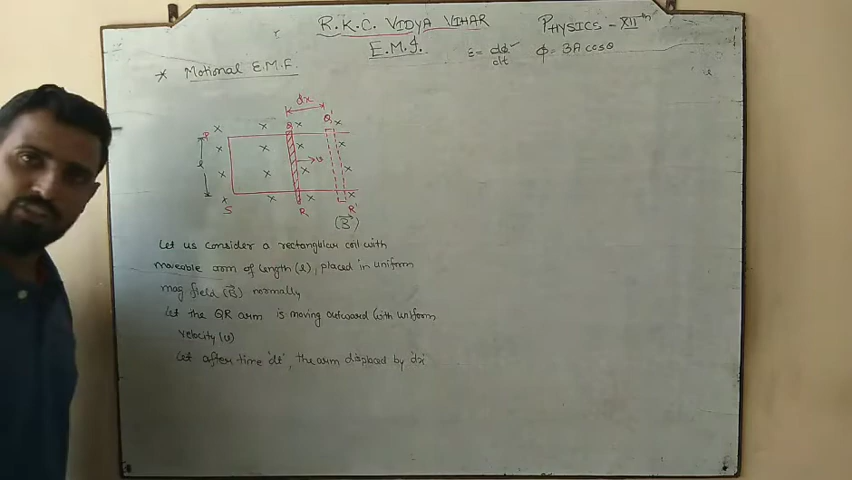 R.K.C. VIDYA VIHAR
PHYSICS - XIIth
E.M.I.
ε = dφ/dt
φ = BA cosθ
* Motional E.M.F.
dx
P
Q
Q'
l
v
S
R
R'
(B⃗)
Let us consider a rectangular coil with
moveable arm of length (l), placed in uniform
mag field (B⃗) normally
Let the QR arm is moving outward with uniform
velocity (v)
Let after time 'dt', the arm displaced by dx